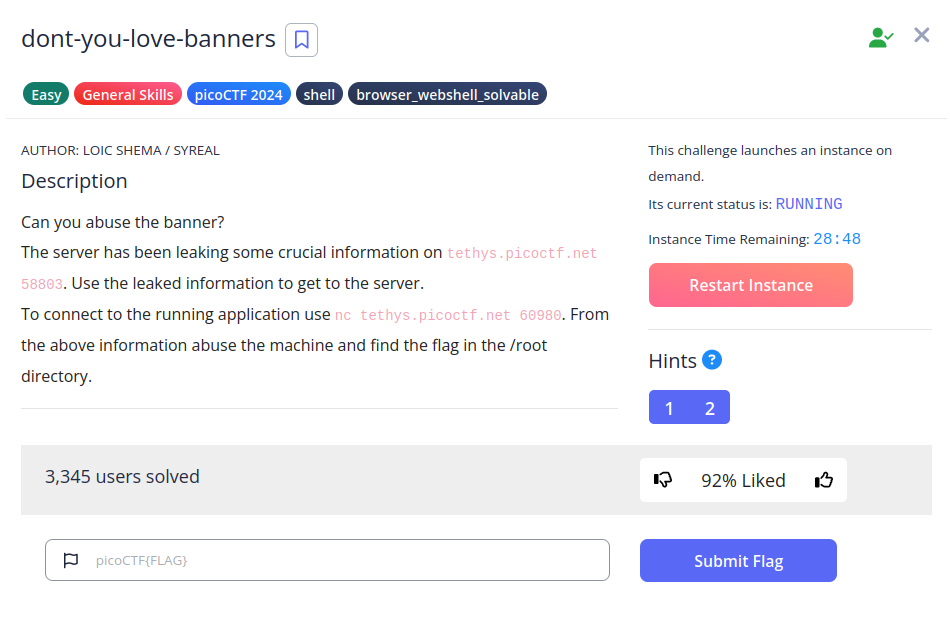 dont-you-love-banners
Easy General Skills picoCTF 2024 shell browser_webshell_solvable
AUTHOR: LOIC SHEMA / SYREAL
Description
Can you abuse the banner?
The server has been leaking some crucial information on tethys.picoctf.net
58803. Use the leaked information to get to the server.
To connect to the running application use nc tethys.picoctf.net 60980. From
the above information abuse the machine and find the flag in the /root
directory.
This challenge launches an instance on
demand.
Its current status is: RUNNING
Instance Time Remaining: 28:48
Restart Instance
Hints ?
1 2
3,345 users solved
92% Liked
picoCTF{FLAG}
Submit Flag